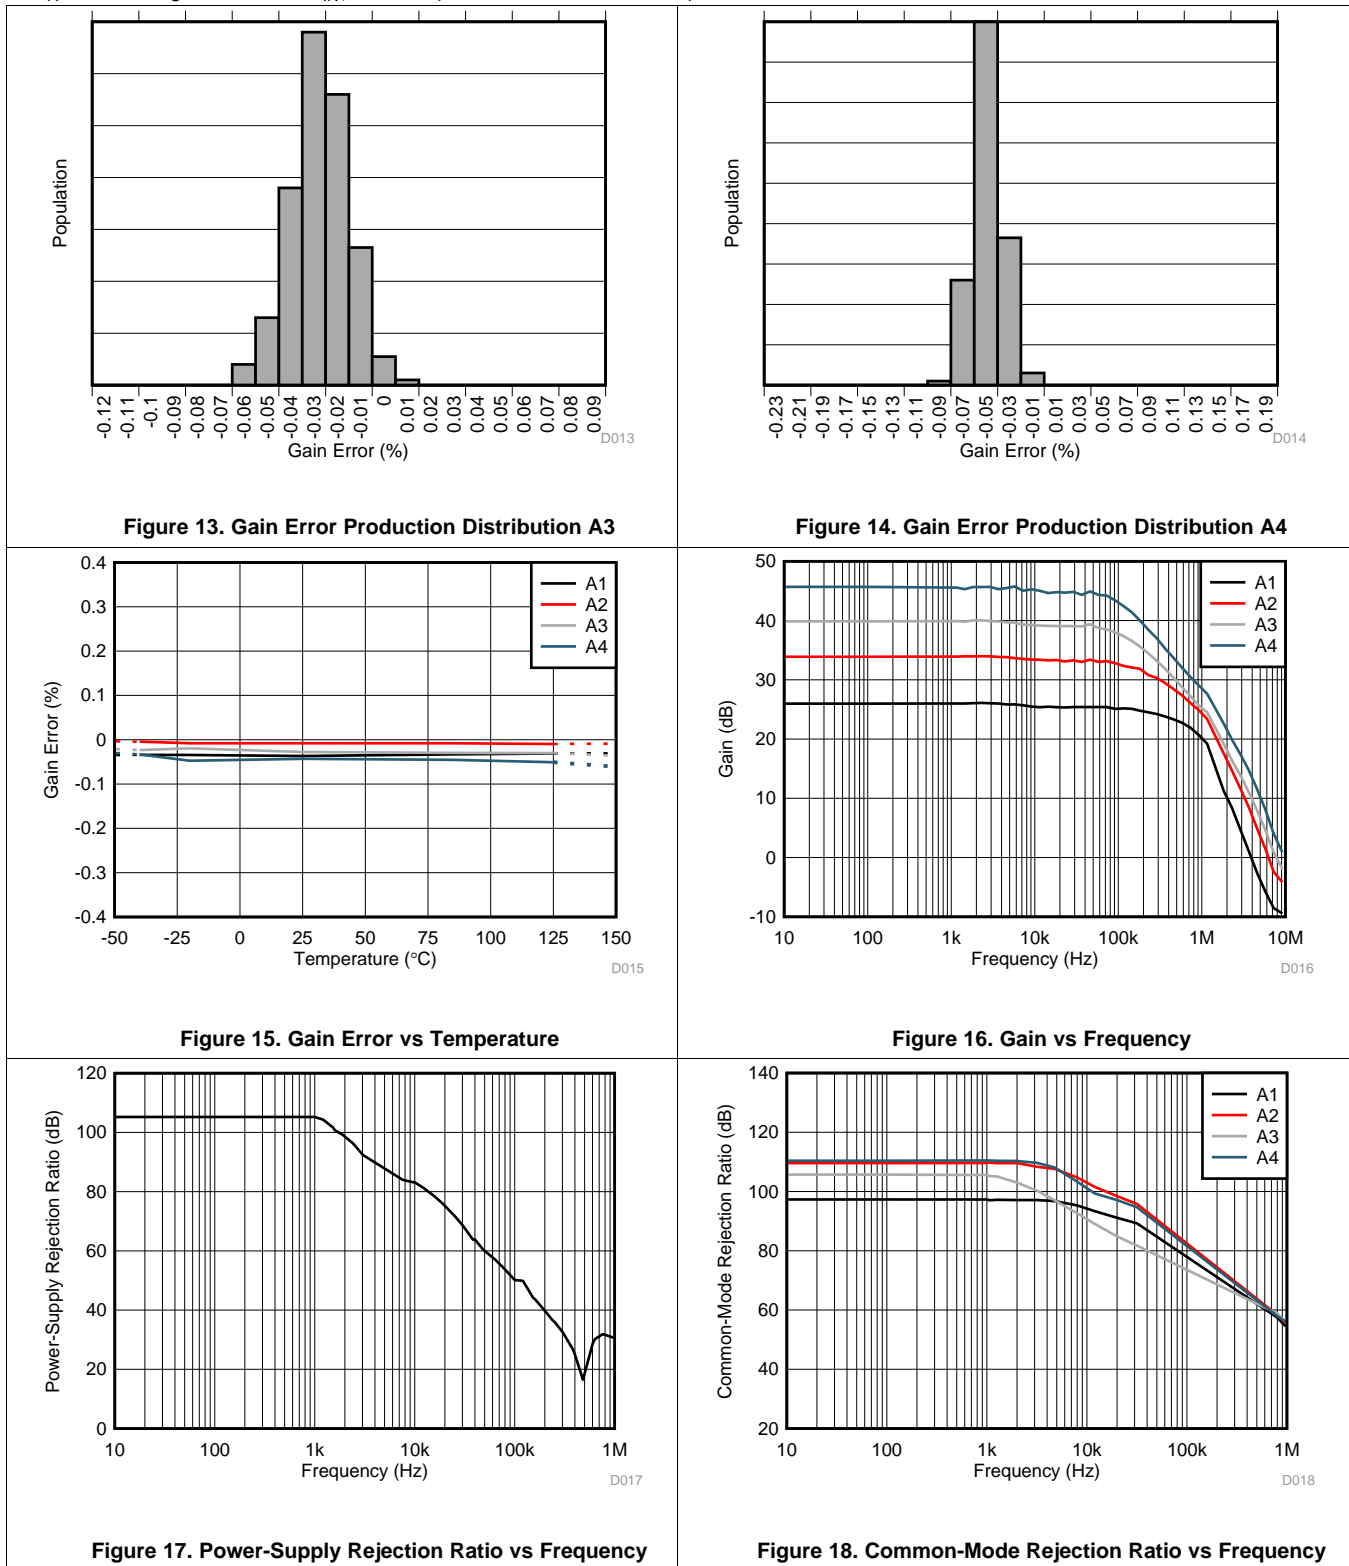 Population
-0.12
-0.11
-0.1
-0.09
-0.08
-0.07
-0.06
-0.05
-0.04
-0.03
-0.02
-0.01
0
0.01
0.02
0.03
0.04
0.05
0.06
0.07
0.08
0.09
Gain Error (%)
D013
Figure 13. Gain Error Production Distribution A3
Population
-0.23
-0.21
-0.19
-0.17
-0.15
-0.13
-0.11
-0.09
-0.07
-0.05
-0.03
-0.01
0.01
0.03
0.05
0.07
0.09
0.11
0.13
0.15
0.17
0.19
Gain Error (%)
D014
Figure 14. Gain Error Production Distribution A4
Gain Error (%)
0.4
0.3
0.2
0.1
0
-0.1
-0.2
-0.3
-0.4
A1
A2
A3
A4
-50 -25 0 25 50 75 100 125 150
Temperature (°C)
D015
Figure 15. Gain Error vs Temperature
Gain (dB)
50
40
30
20
10
0
-10
A1
A2
A3
A4
10 100 1k 10k 100k 1M 10M
Frequency (Hz)
D016
Figure 16. Gain vs Frequency
Power-Supply Rejection Ratio (dB)
120
100
80
60
40
20
0
10 100 1k 10k 100k 1M
Frequency (Hz)
D017
Figure 17. Power-Supply Rejection Ratio vs Frequency
Common-Mode Rejection Ratio (dB)
140
120
100
80
60
40
20
A1
A2
A3
A4
10 100 1k 10k 100k 1M
Frequency (Hz)
D018
Figure 18. Common-Mode Rejection Ratio vs Frequency